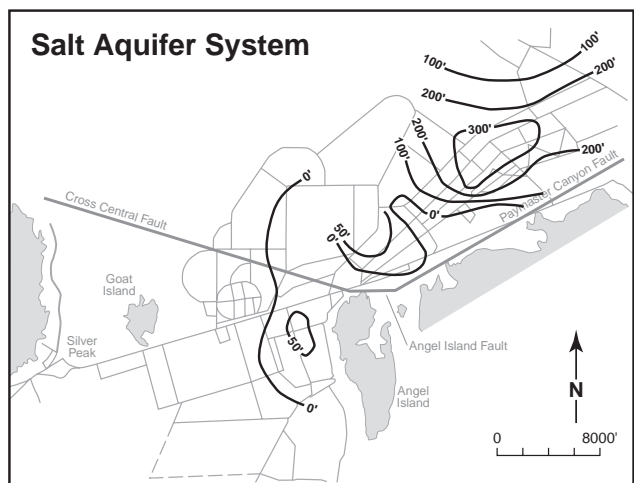 Salt Aquifer System
100'
100'
200'
200'
300'
200'
100'
200'
0'
0'
50'
0'
Cross Central Fault
Paymaster Canyon Fault
Goat
Island
Silver
Peak
50'
Angel Island Fault
Angel
Island
0'
N
0
8000'